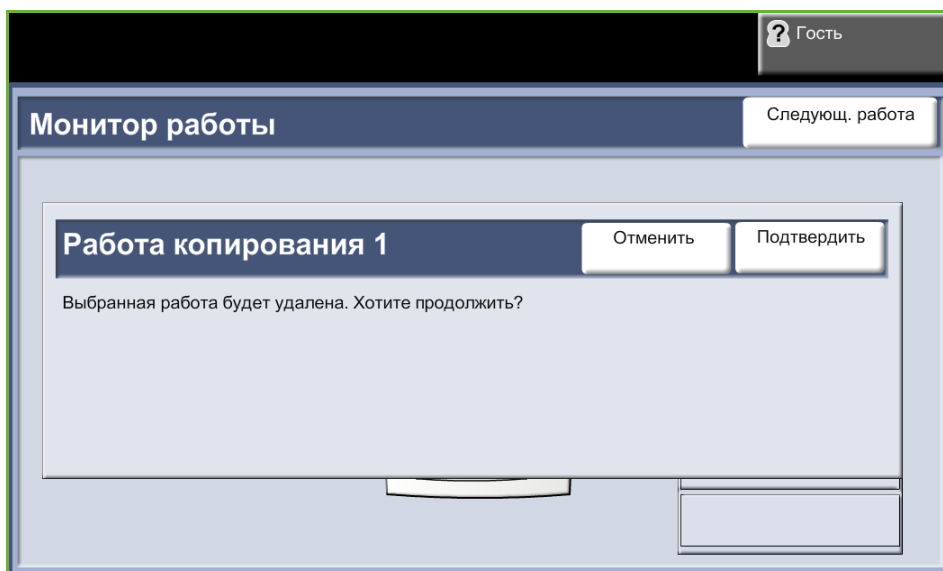 Гость
Монитор работы
Следующ. работа
Работа копирования 1
Отменить
Подтвердить
Выбранная работа будет удалена. Хотите продолжить?